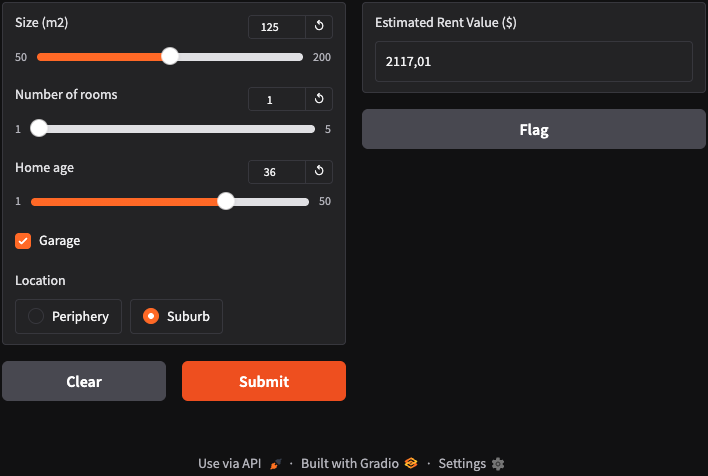 Size (m2)
125
50
200
Number of rooms
1
1
5
Home age
36
1
50
Garage
Location
Periphery
Suburb
Clear
Submit
Estimated Rent Value ($)
2117,01
Flag
Use via API · Built with Gradio · Settings